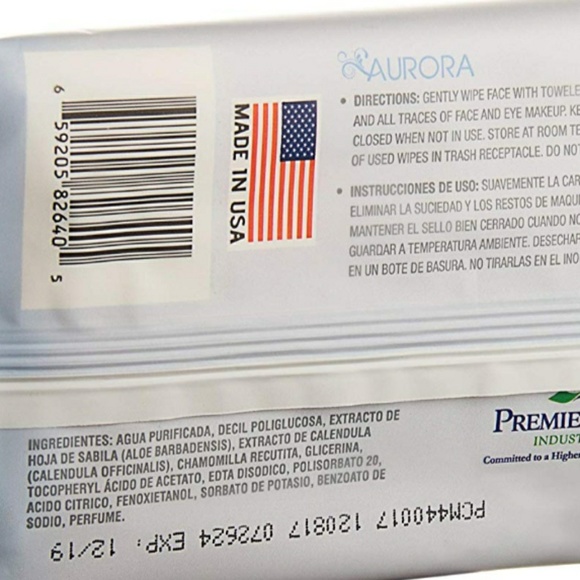 6 59205 82640 5
MADE IN USA
AURORA
• DIRECTIONS: GENTLY WIPE FACE WITH
AND ALL TRACES OF FACE AND EYE MAKEUP.
CLOSED WHEN NOT IN USE. STORE AT ROOM
OF USED WIPES IN TRASH RECEPTACLE. DO
• INSTRUCCIONES DE USO: SUAVEMENTE LA
ELIMINAR LA SUCIEDAD Y LOS RESTOS DE
MANTENER EL SELLO BIEN CERRADO CUANDO
GUARDAR A TEMPERATURA AMBIENTE.
EN UN BOTE DE BASURA. NO TIRARLAS EN EL
INGREDIENTES: AGUA PURIFICADA, DECIL POLIGLUCOSA, EXTRACTO DE
HOJA DE SABILA (ALOE BARBADENSIS), EXTRACTO DE CALENDULA
(CALENDULA OFFICINALIS), CHAMOMILLA RECUTITA, GLICERINA,
TOCOPHERYL ÁCIDO DE ACETATO, EDTA DISODICO, POLISORBATO 20,
ACIDO CITRICO, FENOXIETANOL, SORBATO DE POTASIO, BENZOATO DE
SODIO, PERFUME.
PREMIE
INDUST
Committed to a Higher
PCM440017 120817 072624 EXP: 12/19